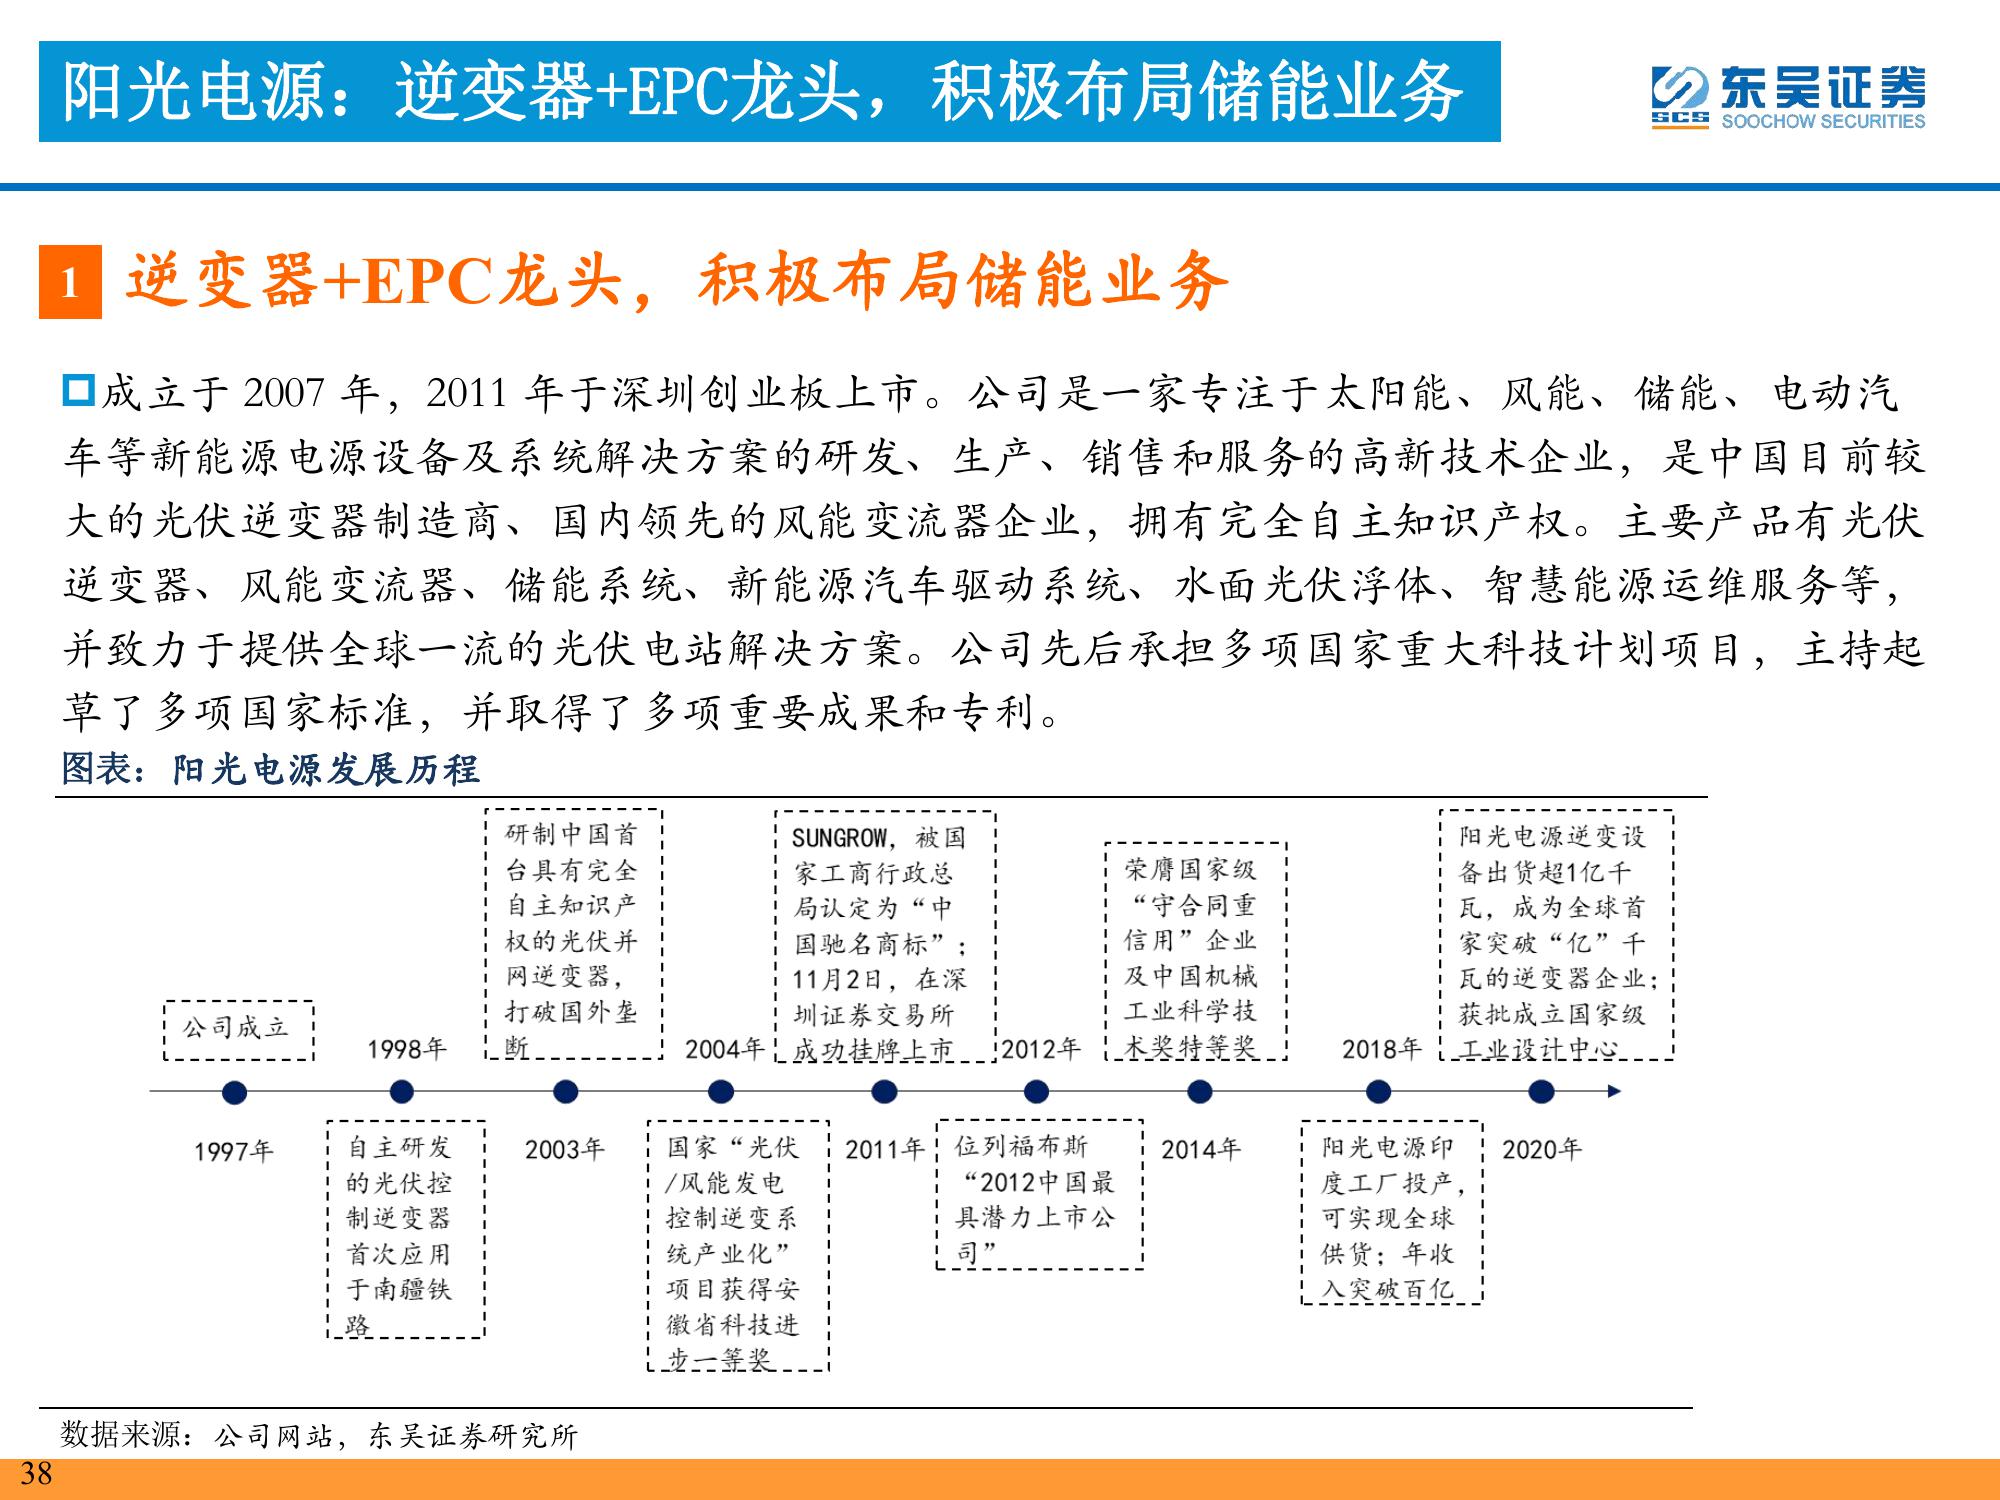 阳光电源：逆变器+EPC龙头，积极布局储能业务
东吴证券
SCS
SOOCHOW SECURITIES
1
逆变器+EPC龙头，积极布局储能业务
成立于 2007 年，2011 年于深圳创业板上市。公司是一家专注于太阳能、风能、储能、电动汽
车等新能源电源设备及系统解决方案的研发、生产、销售和服务的高新技术企业，是中国目前较
大的光伏逆变器制造商、国内领先的风能变流器企业，拥有完全自主知识产权。主要产品有光伏
逆变器、风能变流器、储能系统、新能源汽车驱动系统、水面光伏浮体、智慧能源运维服务等，
并致力于提供全球一流的光伏电站解决方案。公司先后承担多项国家重大科技计划项目，主持起
草了多项国家标准，并取得了多项重要成果和专利。
图表：阳光电源发展历程
公司成立
1997年
1998年
自主研发
的光伏控
制逆变器
首次应用
于南疆铁
路
研制中国首
台具有完全
自主知识产
权的光伏并
网逆变器，
打破国外垄
断
2003年
2004年
国家“光伏
/风能发电
控制逆变系
统产业化”
项目获得安
徽省科技进
步一等奖
SUNGROW，被国
家工商行政总
局认定为“中
国驰名商标”；
11月2日，在深
圳证券交易所
成功挂牌上市
2011年
2012年
位列福布斯
“2012中国最
具潜力上市公
司”
荣膺国家级
“守合同重
信用”企业
及中国机械
工业科学技
术奖特等奖
2014年
2018年
阳光电源印
度工厂投产，
可实现全球
供货；年收
入突破百亿
阳光电源逆变设
备出货超1亿千
瓦，成为全球首
家突破“亿”千
瓦的逆变器企业；
获批成立国家级
工业设计中心
2020年
数据来源：公司网站，东吴证券研究所
38